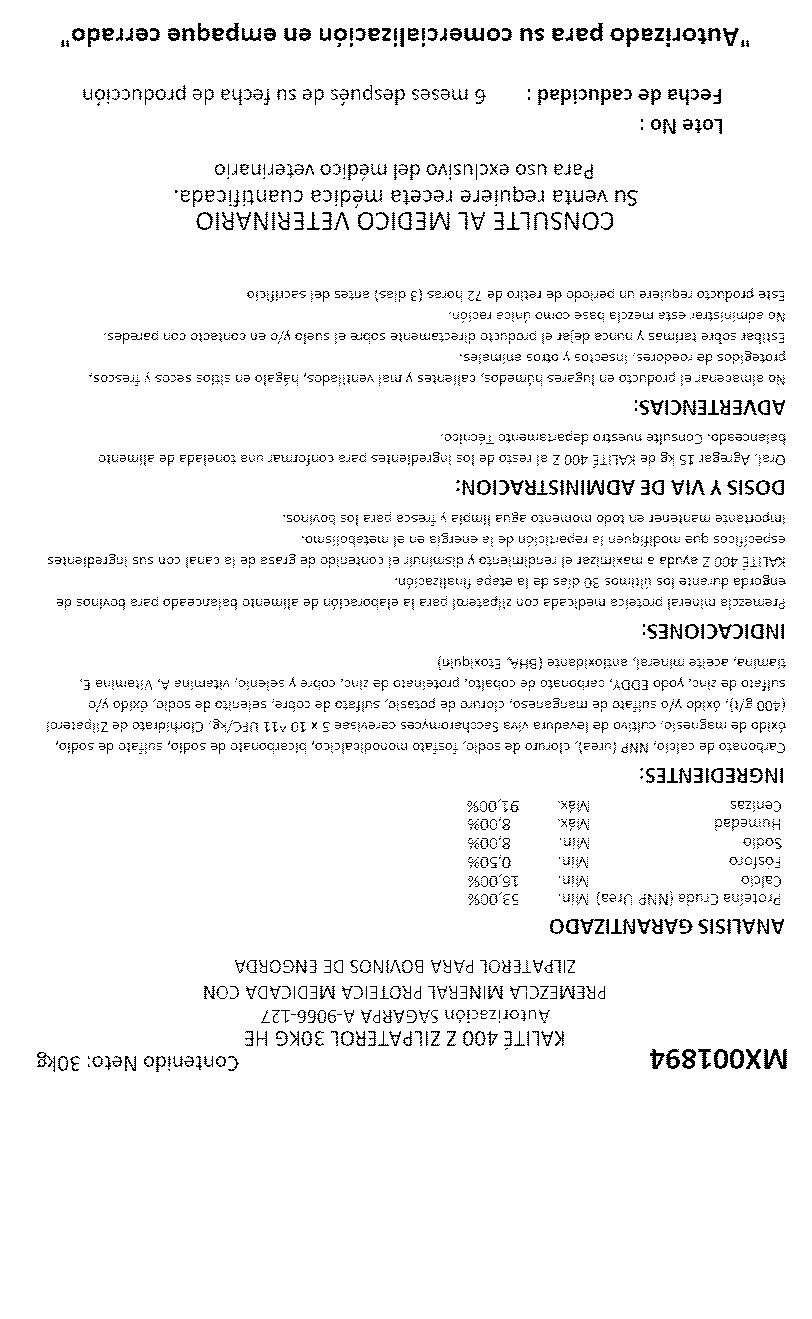 MX001894
Contenido Neto: 30kg
KALITÉ 400 Z ZILPATEROL 30KG HE
Autorización SAGARPA A-9066-127
PREMEZCLA MINERAL PROTEICA MEDICADA CON
ZILPATEROL PARA BOVINOS DE ENGORDA
ANALISIS GARANTIZADO
Proteína Cruda (NNP Urea) Min. 53,00%
Calcio Min. 15,00%
Fósforo Min. 0,50%
Sodio Min. 8,00%
Humedad Máx. 8,00%
Cenizas Máx. 91,00%
INGREDIENTES:
Carbonato de calcio, NNP (urea), cloruro de sodio, fosfato monodicalcico, bicarbonato de sodio, sulfato de sodio,
óxido de magnesio, cultivo de levadura viva Saccharomyces cervisae 5 x 10 ^11 UFC/kg, Clorhidrato de Zilpaterol
(400 g/t), óxido y/o sulfato de manganeso, cloruro de potasio, sulfato de cobre, selenito de sodio, óxido y/o
sulfato de zinc, yodo EDDY, carbonato de cobalto, proteinato de zinc, cobre y selenio, vitamina A, Vitamina E,
tiamina, aceite mineral, antioxidante (BHA, Etoxiquin)
INDICACIONES:
Premezcla mineral proteica medicada con zilpaterol para la elaboración de alimento balanceado para bovinos de
engorda durante los últimos 30 días de la etapa finalización.
KALITÉ 400 Z ayuda a maximizar el rendimiento y disminuir el contenido de grasa de la canal con sus ingredientes
específicos que modifiquen la repartición de la energía en el metabolismo.
Importante mantener en todo momento agua limpia y fresca para los bovinos.
DOSIS Y VIA DE ADMINISTRACION:
Oral. Agregar 15 kg de KALITÉ 400 Z al resto de los ingredientes para conformar una tonelada de alimento
balanceado. Consulte nuestro departamento Técnico.
ADVERTENCIAS:
No almacenar el producto en lugares húmedos, calientes y mal ventilados, hágalo en sitios secos y frescos,
protegidos de roedores, insectos y otros animales.
Estibar sobre tarimas y nunca dejar el producto directamente sobre el suelo y/o en contacto con paredes.
No administrar esta mezcla base como única ración.
Este producto requiere un periodo de retiro de 72 horas (3 días) antes del sacrificio
CONSULTE AL MEDICO VETERINARIO
Su venta requiere receta médica cuantificada.
Para uso exclusivo del médico veterinario
Lote No :
Fecha de caducidad : 6 meses después de su fecha de producción
"Autorizado para su comercialización en empaque cerrado"